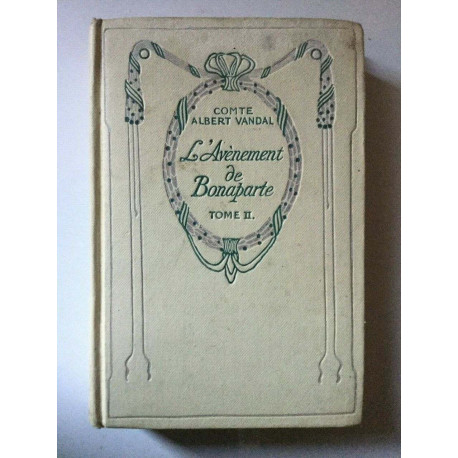 COMTE
ALBERT VANDAL
L'Avènement
de
Bonaparte
TOME II.